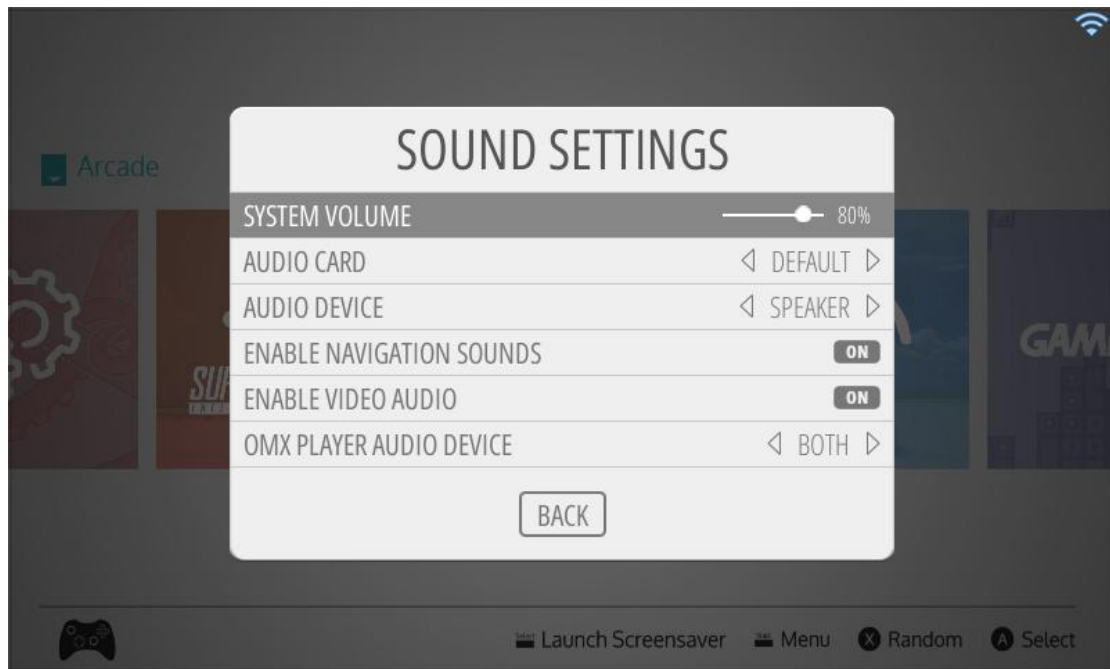 Arcade
SOUND SETTINGS
SYSTEM VOLUME 80%
AUDIO CARD DEFAULT
AUDIO DEVICE SPEAKER
ENABLE NAVIGATION SOUNDS ON
ENABLE VIDEO AUDIO ON
OMX PLAYER AUDIO DEVICE BOTH
BACK
Launch Screensaver Menu X Random A Select